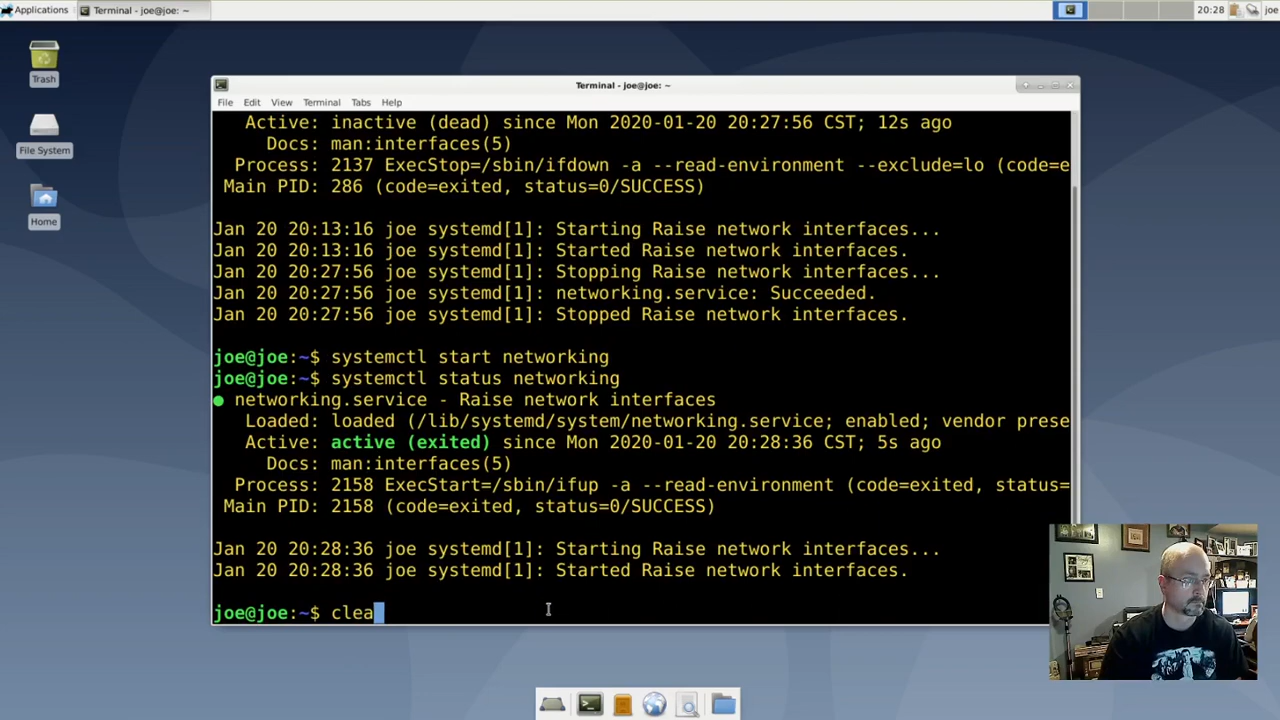 Applications
Terminal - joe@joe: ~
20:28
joe
Trash
File System
Home
Terminal - joe@joe: ~
File Edit View Terminal Tabs Help
Active: inactive (dead) since Mon 2020-01-20 20:27:56 CST; 12s ago
Docs: man:interfaces(5)
Process: 2137 ExecStop=/sbin/ifdown -a --read-environment --exclude=lo (code=e
Main PID: 286 (code=exited, status=0/SUCCESS)
Jan 20 20:13:16 joe systemd[1]: Starting Raise network interfaces...
Jan 20 20:13:16 joe systemd[1]: Started Raise network interfaces.
Jan 20 20:27:56 joe systemd[1]: Stopping Raise network interfaces...
Jan 20 20:27:56 joe systemd[1]: networking.service: Succeeded.
Jan 20 20:27:56 joe systemd[1]: Stopped Raise network interfaces.
joe@joe:~$ systemctl start networking
joe@joe:~$ systemctl status networking
● networking.service - Raise network interfaces
Loaded: loaded (/lib/systemd/system/networking.service; enabled; vendor prese
Active: active (exited) since Mon 2020-01-20 20:28:36 CST; 5s ago
Docs: man:interfaces(5)
Process: 2158 ExecStart=/sbin/ifup -a --read-environment (code=exited, status=
Main PID: 2158 (code=exited, status=0/SUCCESS)
Jan 20 20:28:36 joe systemd[1]: Starting Raise network interfaces...
Jan 20 20:28:36 joe systemd[1]: Started Raise network interfaces.
joe@joe:~$ clea